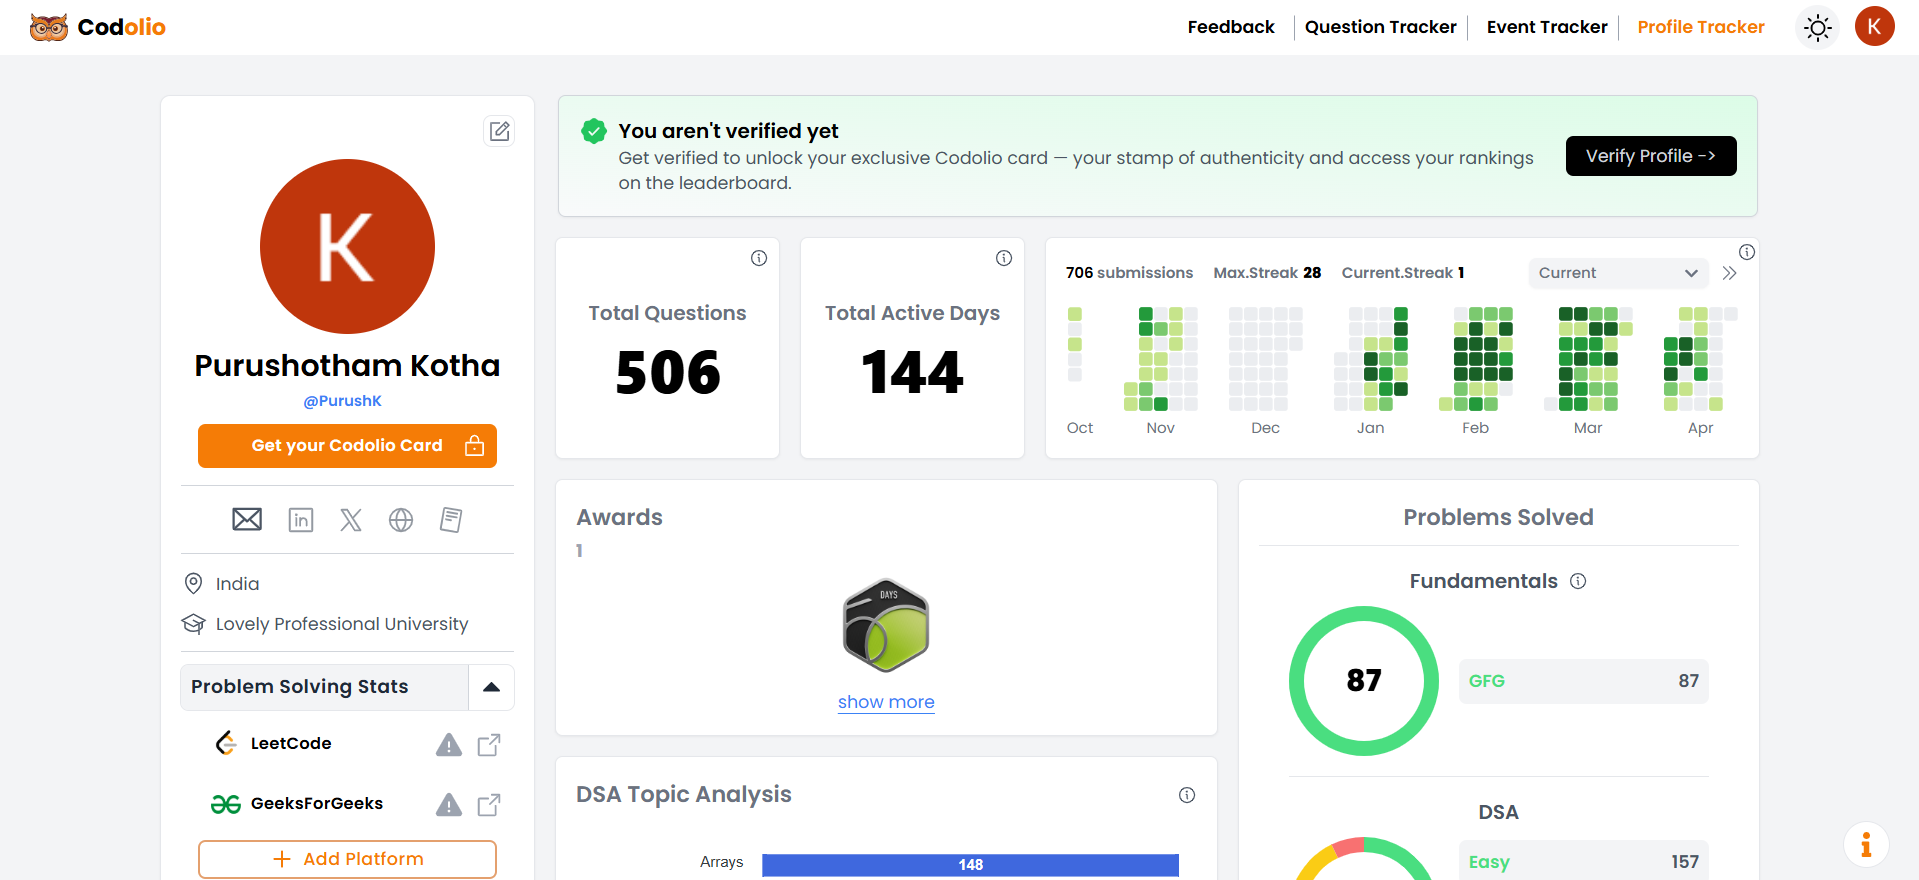 Codolio
Feedback
Question Tracker
Event Tracker
Profile Tracker
K
K
Purushotham Kotha
@PurushK
Get your Codolio Card
in
India
Lovely Professional University
Problem Solving Stats
LeetCode
GeeksForGeeks
Add Platform
You aren't verified yet
Get verified to unlock your exclusive Codolio card — your stamp of authenticity and access your rankings
on the leaderboard.
Verify Profile ->
Total Questions
506
Total Active Days
144
706 submissions
Max.Streak 28
Current.Streak 1
Current
Oct
Nov
Dec
Jan
Feb
Mar
Apr
Awards
1
DAYS
show more
DSA Topic Analysis
Arrays
148
Problems Solved
Fundamentals
87
GFG
87
DSA
Easy
157